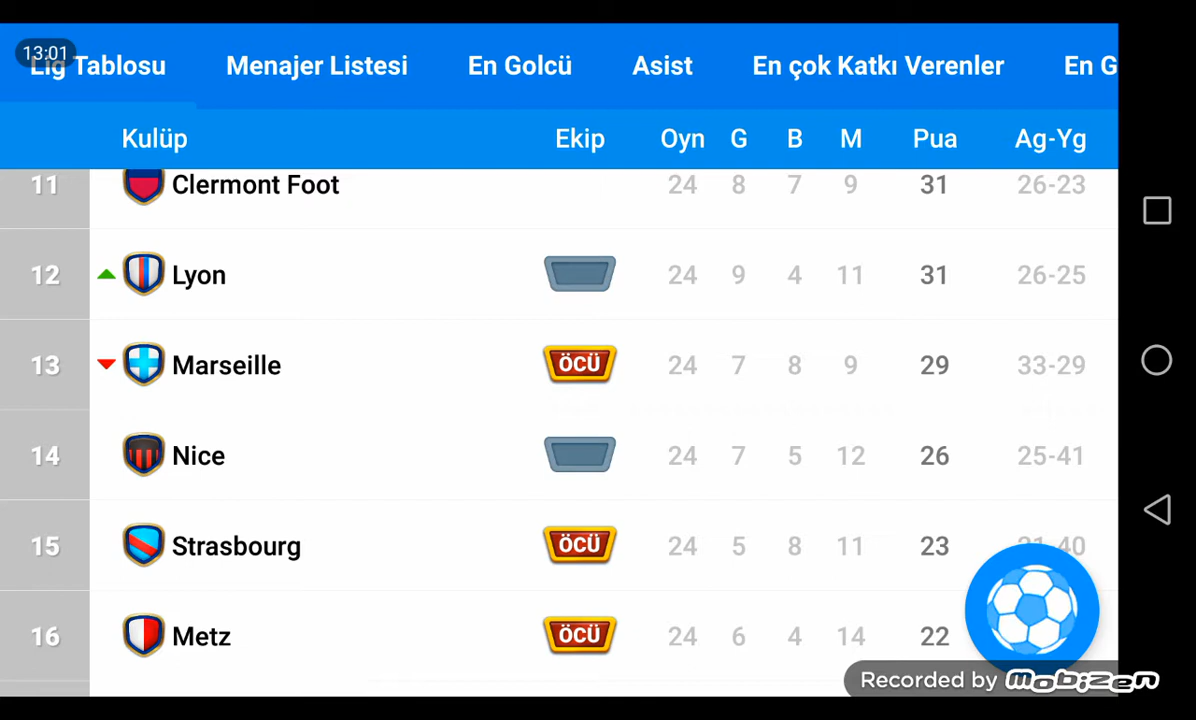 13:01
Lig Tablosu Menajer Listesi En Golcü Asist En çok Katkı Verenler En G
Kulüp Ekip Oyn G B M Pua Ag-Yg
11 Clermont Foot 24 8 7 9 31 26-23
12 Lyon 24 9 4 11 31 26-25
13 Marseille ÖCÜ 24 7 8 9 29 33-29
14 Nice 24 7 5 12 26 25-41
15 Strasbourg ÖCÜ 24 5 8 11 23
16 Metz ÖCÜ 24 6 4 14 22
Recorded by mobizen